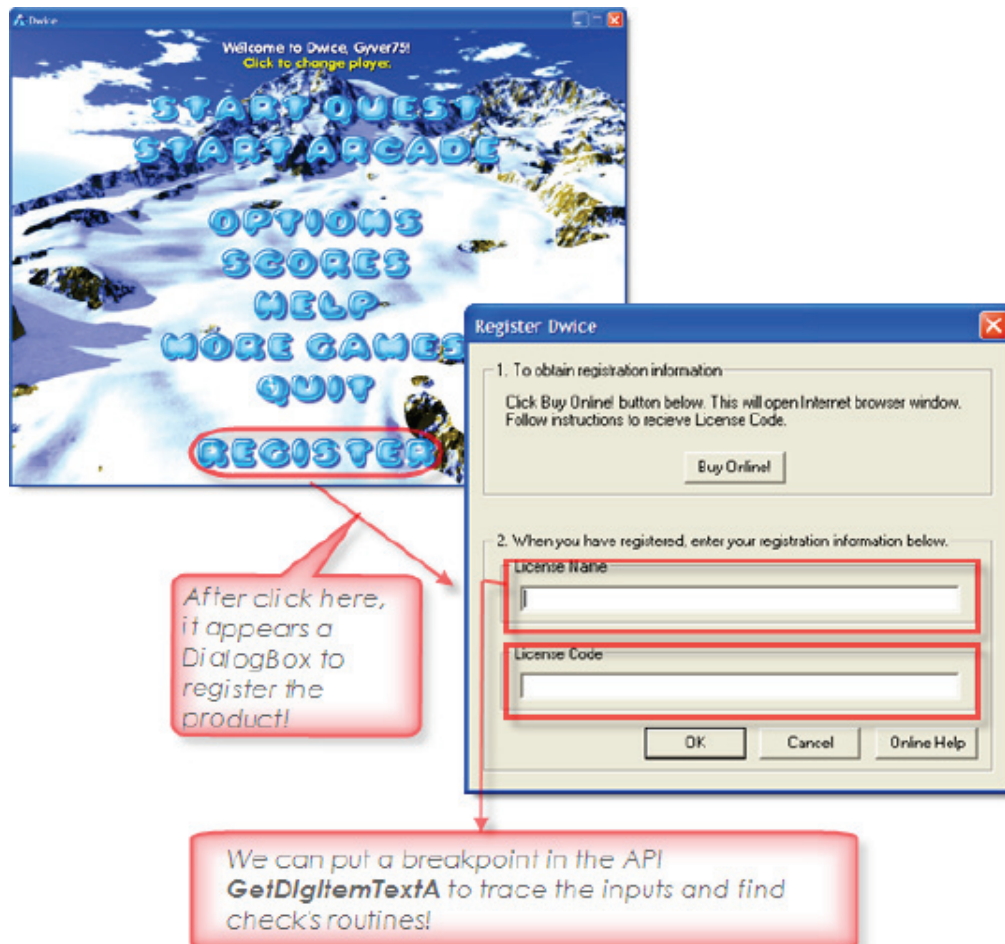 Dwice
Welcome to Dwice, Gyver75!
Click to change player.
START QUEST
START ARCADE
OPTIONS
SCORES
HELP
MORE GAMES
QUIT
REGISTER
Register Dwice
1. To obtain registration information
Click Buy Online! button below. This will open Internet browser window.
Follow instructions to recieve License Code.
Buy Online!
2. When you have registered, enter your registration information below.
License Name
License Code
OK Cancel Online Help
After click here,
it appears a
DialogBox to
register the
product!
We can put a breakpoint in the API
GetDlgItemTextA to trace the inputs and find
check's routines!